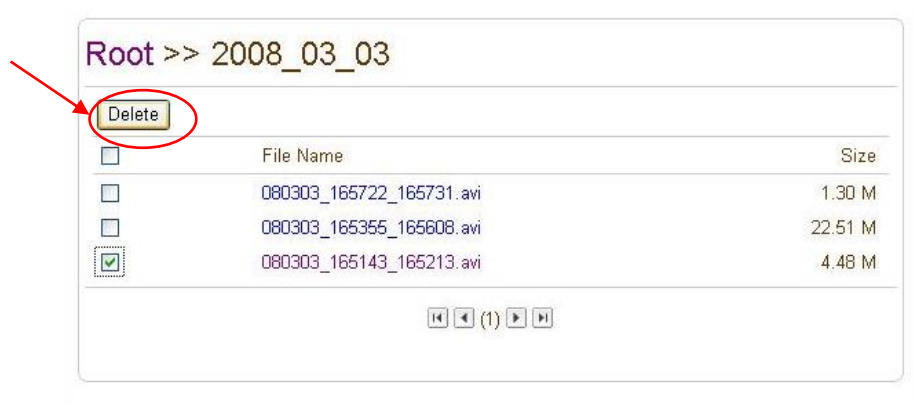 Root >> 2008_03_03
Delete
File Name Size
080303_165722_165731.avi 1.30 M
080303_165355_165608.avi 22.51 M
080303_165143_165213.avi 4.48 M
(1)